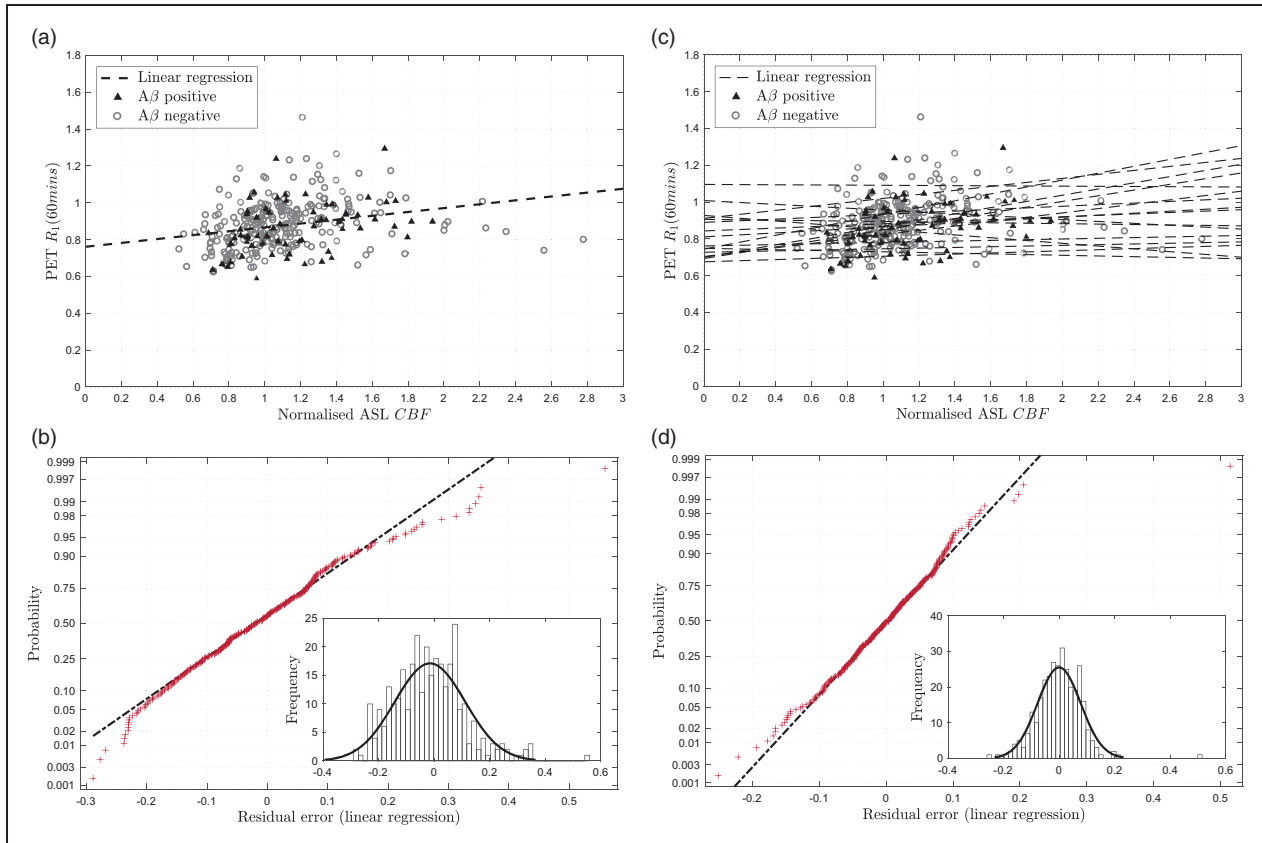 (a)
1.8
1.6
1.4
1.2
1
0.8
0.6
0.4
0.2
0
PET R1(60mins)
Linear regression
Aβ positive
Aβ negative
0 0.2 0.4 0.6 0.8 1.0 1.2 1.4 1.6 1.8 2.0 2.2 2.4 2.6 2.8 3
Normalised ASL CBF
(c)
1.8
1.6
1.4
1.2
1
0.8
0.6
0.4
0.2
0
PET R1(60mins)
Linear regression
Aβ positive
Aβ negative
0 0.2 0.4 0.6 0.8 1.0 1.2 1.4 1.6 1.8 2.0 2.2 2.4 2.6 2.8 3
Normalised ASL CBF
(b)
0.999
0.997
0.99
0.98
0.95
0.90
0.75
0.50
0.25
0.10
0.05
0.02
0.01
0.003
0.001
Probability
25
20
15
10
5
0
Frequency
-0.4 -0.2 0 0.2 0.4 0.6
-0.3 -0.2 -0.1 0 0.1 0.2 0.3 0.4 0.5
Residual error (linear regression)
(d)
0.999
0.997
0.99
0.98
0.95
0.90
0.75
0.50
0.25
0.10
0.05
0.02
0.01
0.003
0.001
Probability
40
30
20
10
0
Frequency
-0.4 -0.2 0 0.2 0.4 0.6
-0.2 -0.1 0 0.1 0.2 0.3 0.4 0.5
Residual error (linear regression)